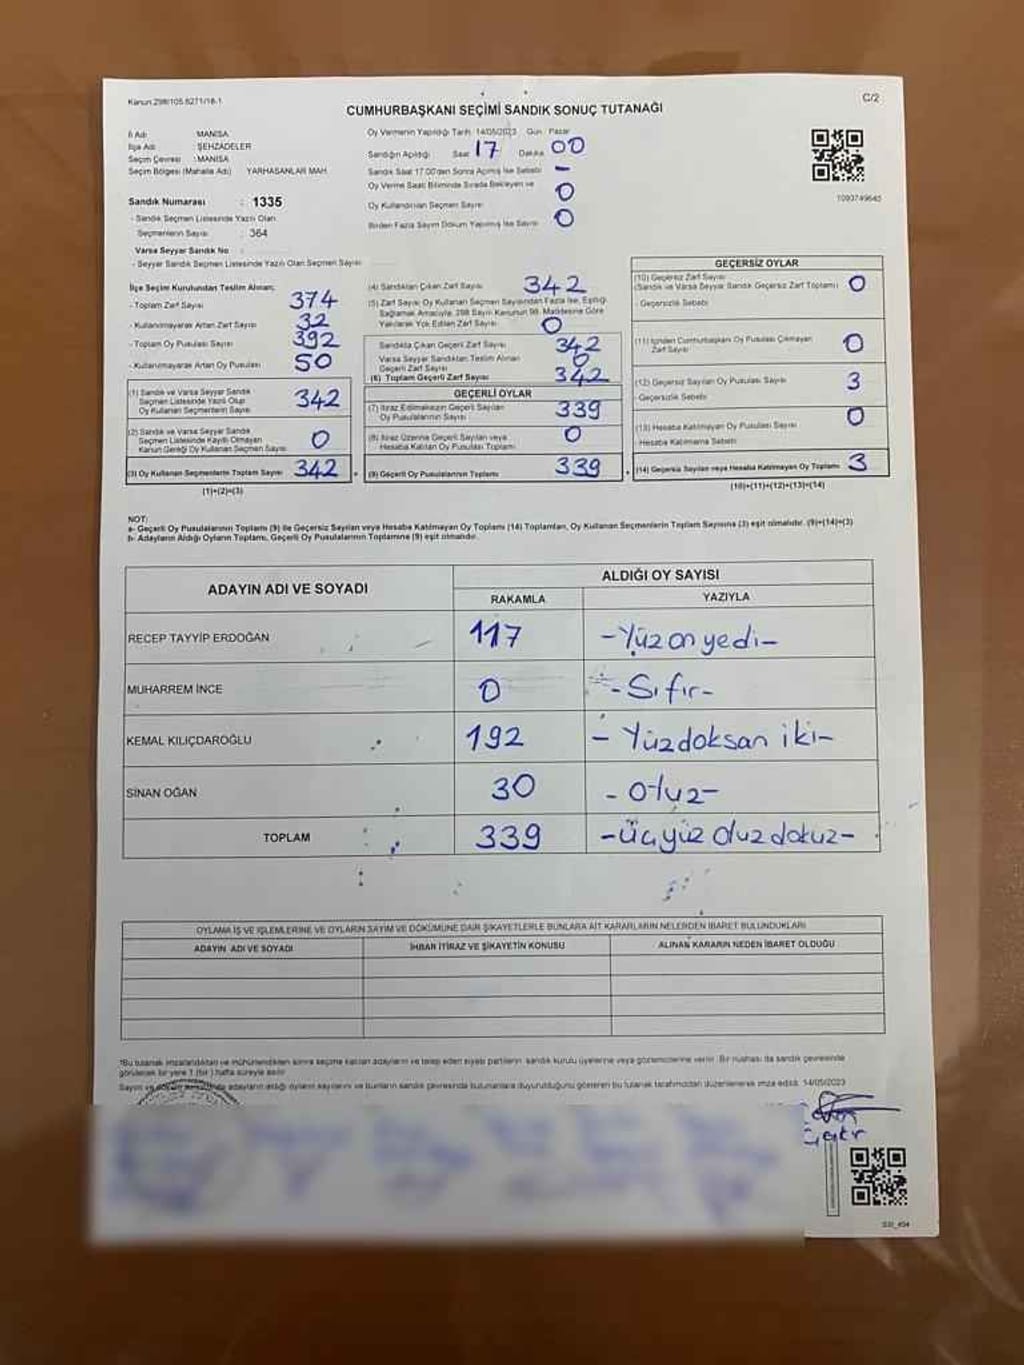 Kanun 298/105.6271/18-1
C/2
CUMHURBAŞKANI SEÇİMİ SANDIK SONUÇ TUTANAĞI
İl Adı MANİSA
İlçe Adı ŞEHZADELER
Seçim Çevresi : MANİSA
Seçim Bölgesi (Mahalle Adı) YARHASANLAR MAH.
Oy Vermenin Yapıldığı Tarih: 14/05/2023 Gün: Pazar
Sandığın Açıldığı Saat 17 Dakika 00
Sandık Saat 17.00'den Sonra Açılmış İse Sebebi -
Oy Verme Saati Bitiminde Sırada Bekleyen ve
Oy Kullandırılan Seçmen Sayısı 0
Birden Fazla Sayım Döküm Yapılmış İse Sayısı 0
1093749645
Sandık Numarası : 1335
- Sandık Seçmen Listesinde Yazılı Olan
Seçmenlerin Sayısı : 364
Varsa Seyyar Sandık No :
- Seyyar Sandık Seçmen Listesinde Yazılı Olan Seçmen Sayısı
İlçe Seçim Kurulundan Teslim Alınan;
- Toplam Zarf Sayısı 374
- Kullanılmayarak Artan Zarf Sayısı 32
- Toplam Oy Pusulası Sayısı 392
- Kullanılmayarak Artan Oy Pusulası 50
(1) Sandık ve Varsa Seyyar Sandık
Seçmen Listesinde Yazılı Olup
Oy Kullanan Seçmenlerin Sayısı 342
(2) Sandık ve Varsa Seyyar Sandık
Seçmen Listesinde Kayıtlı Olmayan
Kanun Gereği Oy Kullanan Seçmen Sayısı 0
(3) Oy Kullanan Seçmenlerin Toplam Sayısı 342
(1)+(2)=(3)
(4) Sandıktan Çıkan Zarf Sayısı 342
(5) Zarf Sayısı Oy Kullanan Seçmen Sayısından Fazla İse, Eşitliği
Sağlamak Amacıyla, 298 Sayılı Kanunun 98. Maddesine Göre
Yakılarak Yok Edilen Zarf Sayısı 0
Sandıkta Çıkan Geçerli Zarf Sayısı 342
Varsa Seyyar Sandıktan Teslim Alınan
Geçerli Zarf Sayısı 0
(6) Toplam Geçerli Zarf Sayısı 342
GEÇERLİ OYLAR
(7) İtiraz Edilmeksizin Geçerli Sayılan
Oy Pusulalarının Sayısı 339
(8) İtiraz Üzerine Geçerli Sayılan veya
Hesaba Katılan Oy Pusulası Toplamı 0
(9) Geçerli Oy Pusulalarının Toplamı 339
GEÇERSİZ OYLAR
(10) Geçersiz Zarf Sayısı
(Sandık ve Varsa Seyyar Sandık Geçersiz Zarf Toplamı) 0
- Geçersizlik Sebebi
(11) İçinden Cumhurbaşkanı Oy Pusulası Çıkmayan
Zarf Sayısı 0
(12) Geçersiz Sayılan Oy Pusulası Sayısı 3
- Geçersizlik Sebebi
(13) Hesaba Katılmayan Oy Pusulası Sayısı 0
- Hesaba Katılmama Sebebi
(14) Geçersiz Sayılan veya Hesaba Katılmayan Oy Toplamı 3
(10)+(11)+(12)+(13)=(14)
NOT:
a- Geçerli Oy Pusulalarının Toplamı (9) ile Geçersiz Sayılan veya Hesaba Katılmayan Oy Toplamı (14) Toplamları, Oy Kullanan Seçmenlerin Toplam Sayısına (3) eşit olmalıdır. (9)+(14)=(3)
b- Adayların Aldığı Oyların Toplamı, Geçerli Oy Pusulalarının Toplamına (9) eşit olmalıdır.
ADAYIN ADI VE SOYADI ALDIĞI OY SAYISI
RAKAMLA YAZIYLA
RECEP TAYYİP ERDOĞAN 117 -Yüz on yedi-
MUHARREM İNCE 0 -Sıfır-
KEMAL KILIÇDAROĞLU 192 - Yüzdoksan iki-
SİNAN OĞAN 30 - Otuz-
TOPLAM 339 -Üçyüz Otuz dokuz-
OYLAMA İŞ VE İŞLEMLERİNE VE OYLARIN SAYIM VE DÖKÜMÜNE DAİR ŞİKAYETLERLE BUNLARA AİT KARARLARIN NELERDEN İBARET BULUNDUKLARI
ADAYIN ADI VE SOYADI İHBAR İTİRAZ VE ŞİKAYETİN KONUSU ALINAN KARARIN NEDEN İBARET OLDUĞU
*Bu tutanak imzalandıktan ve mühürlendikten sonra seçime katılan adayların ve talep eden siyasi partilerin sandık kurulu üyelerine veya gözlemcilerine verilir. Bir nüshası da sandık çevresinde
görülecek bir yere 1 (bir) hafta süreyle asılır.
Sayım ve döküm adayların aldığı oyların sayılarını ve bunların sandık çevresinde bulunanlara duyurulduğunu gösteren bu tutanak tarafımızdan düzenlenerek imza edildi. 14/05/2023